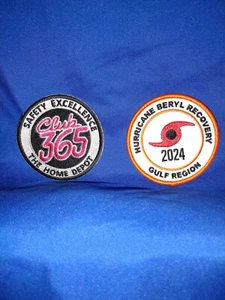 SAFETY EXCELLENCE
Club
365
THE HOME DEPOT
HURRICANE BERYL RECOVERY
2024
GULF REGION